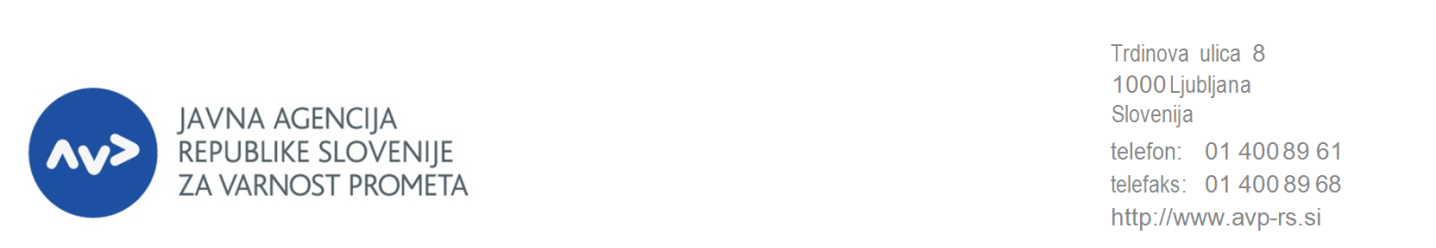 AVP
JAVNA AGENCIJA
REPUBLIKE SLOVENIJE
ZA VARNOST PROMETA
Trdinova ulica 8
1000 Ljubljana
Slovenija
telefon: 01 400 89 61
telefaks: 01 400 89 68
http://www.avp-rs.si